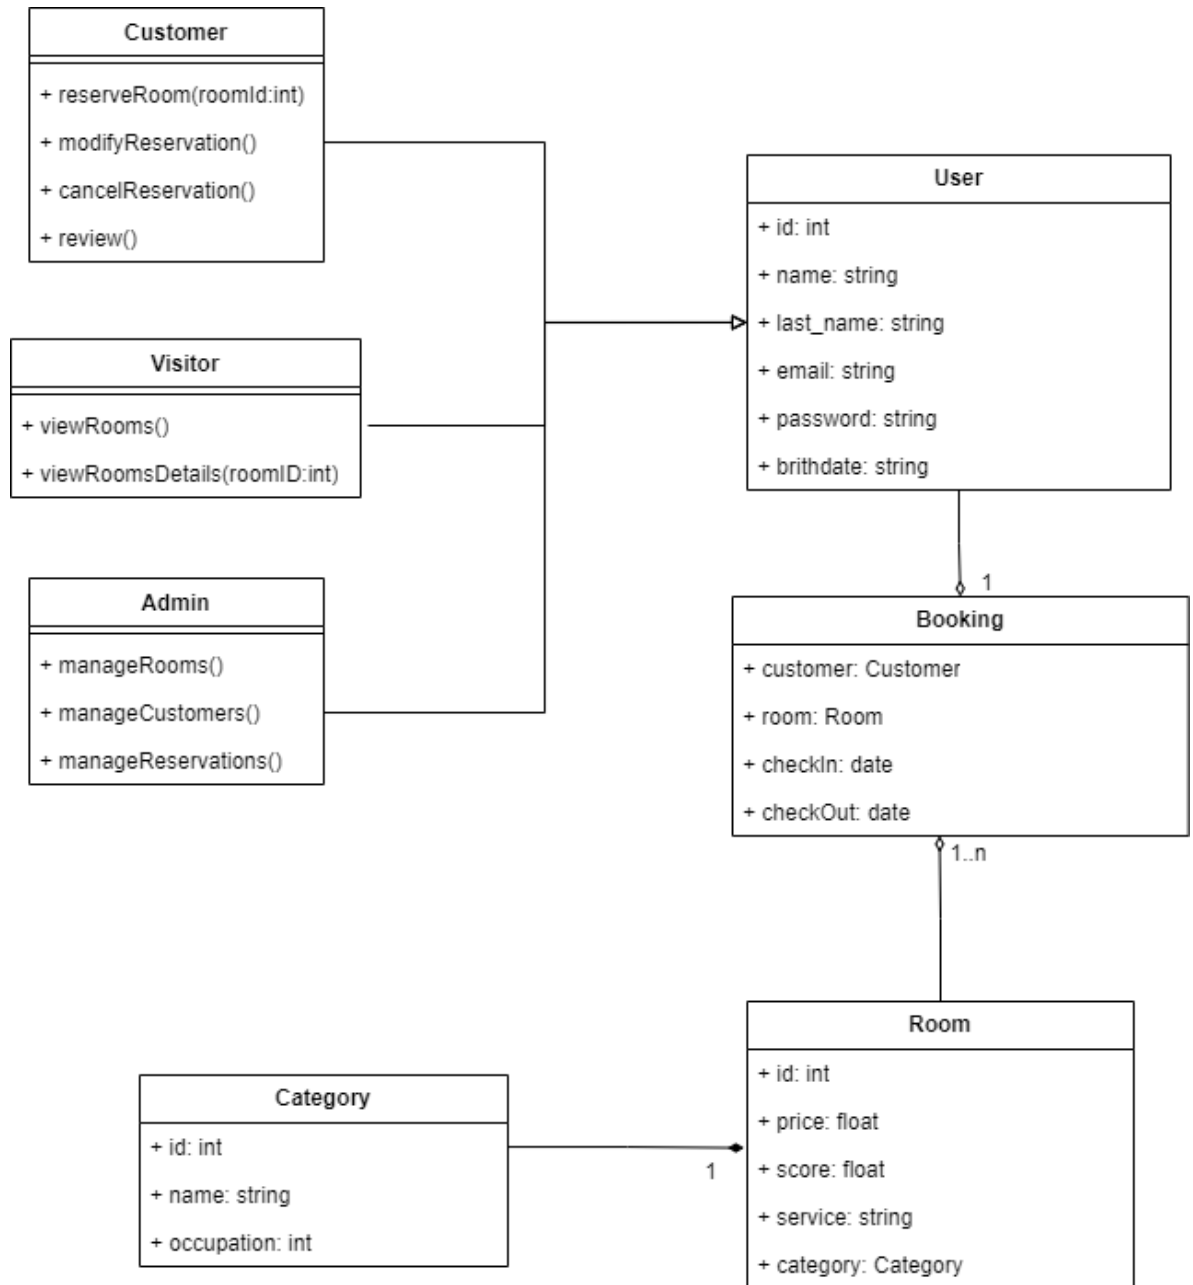 Customer
+ reserveRoom(roomId:int)
+ modifyReservation()
+ cancelReservation()
+ review()
User
+ id: int
+ name: string
+ last_name: string
+ email: string
+ password: string
+ brithdate: string
Visitor
+ viewRooms()
+ viewRoomsDetails(roomID:int)
Admin
+ manageRooms()
+ manageCustomers()
+ manageReservations()
1
Booking
+ customer: Customer
+ room: Room
+ checkIn: date
+ checkOut: date
1..n
Room
+ id: int
+ price: float
+ score: float
+ service: string
+ category: Category
Category
+ id: int
+ name: string
+ occupation: int
1